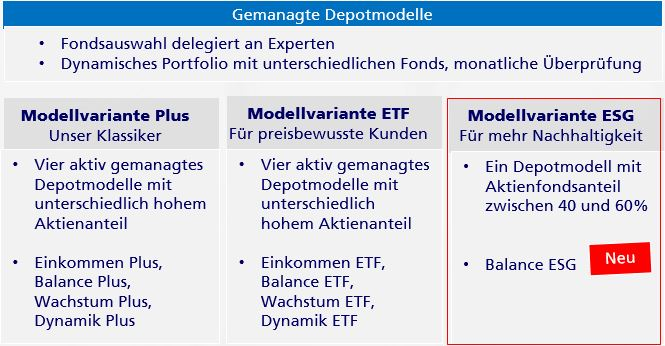 Gemanagte Depotmodelle
• Fondsauswahl delegiert an Experten
• Dynamisches Portfolio mit unterschiedlichen Fonds, monatliche Überprüfung
Modellvariante Plus
Unser Klassiker
• Vier aktiv gemanagtes
Depotmodelle mit
unterschiedlich hohem
Aktienanteil
• Einkommen Plus,
Balance Plus,
Wachstum Plus,
Dynamik Plus
Modellvariante ETF
Für preisbewusste Kunden
• Vier aktiv gemanagtes
Depotmodelle mit
unterschiedlich
hohem Aktienanteil
• Einkommen ETF,
Balance ETF,
Wachstum ETF,
Dynamik ETF
Modellvariante ESG
Für mehr Nachhaltigkeit
• Ein Depotmodell mit
Aktienfondsanteil
zwischen 40 und 60%
• Balance ESG
Neu